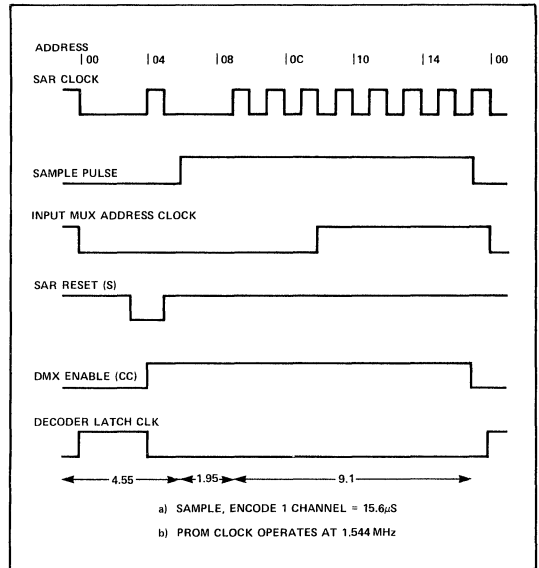 ADDRESS
|00 |04 |08 |0C |10 |14 |00
SAR CLOCK
SAMPLE PULSE
INPUT MUX ADDRESS CLOCK
SAR RESET (S)
DMX ENABLE (CC)
DECODER LATCH CLK
4.55 1.95 9.1
a) SAMPLE, ENCODE 1 CHANNEL = 15.6μS
b) PROM CLOCK OPERATES AT 1.544 MHz